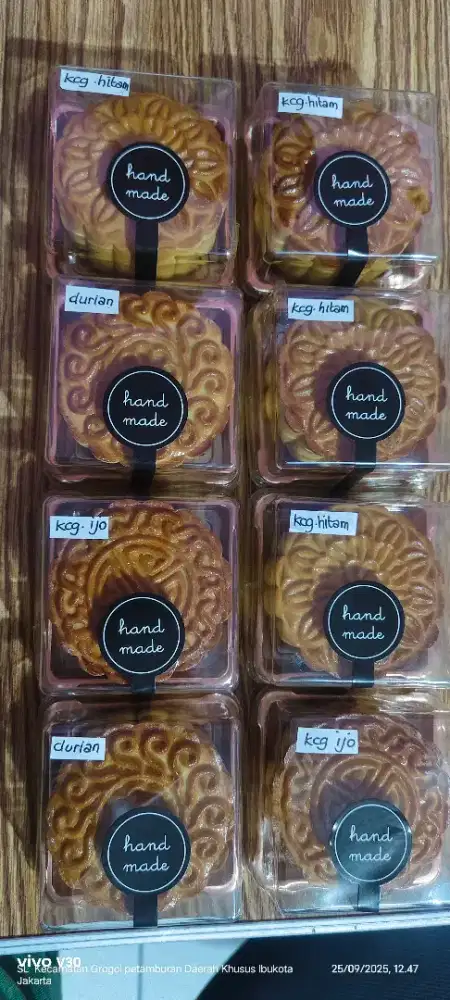 kcg.hitam
hand
made
kcg.hitam
hand
made
durian
hand
made
kcg.hitam
hand
made
kcg. ijo
hand
made
kcg.hitam
hand
made
durian
hand
made
kcg ijo
hand
made
vivo V30
SL Kecamatan Grogol petamburan Daerah Khusus Ibukota
Jakarta
25/09/2025, 12.47